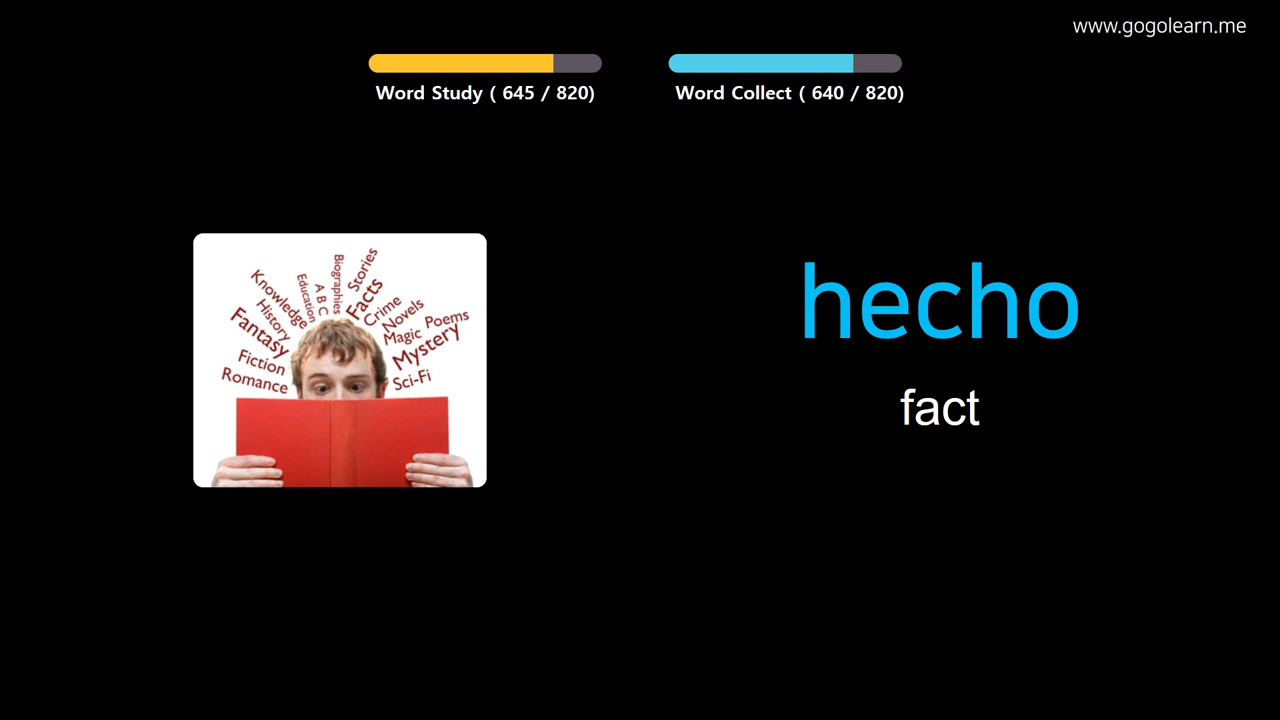 www.gogolearn.me
Word Study ( 645 / 820)
Word Collect ( 640 / 820)
Knowledge
History
Fantasy
Fiction
Romance
Education
A B C
Biographies
Stories
Facts
Crime
Novels
Magic
Poems
Mystery
Sci-Fi
hecho
fact